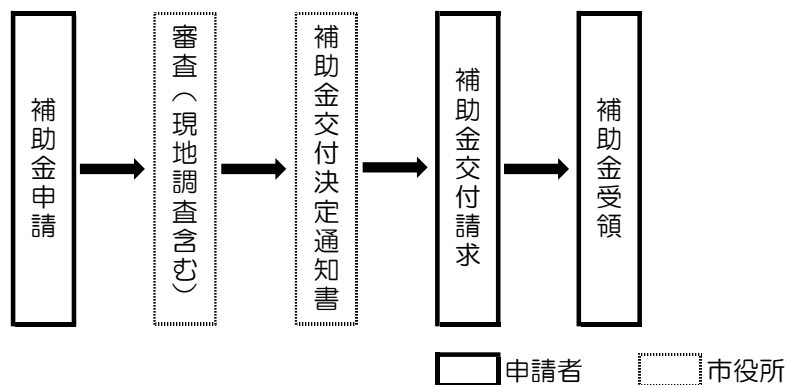 補助金申請
審査（現地調査含む）
補助金交付決定通知書
補助金交付請求
補助金受領
申請者
市役所